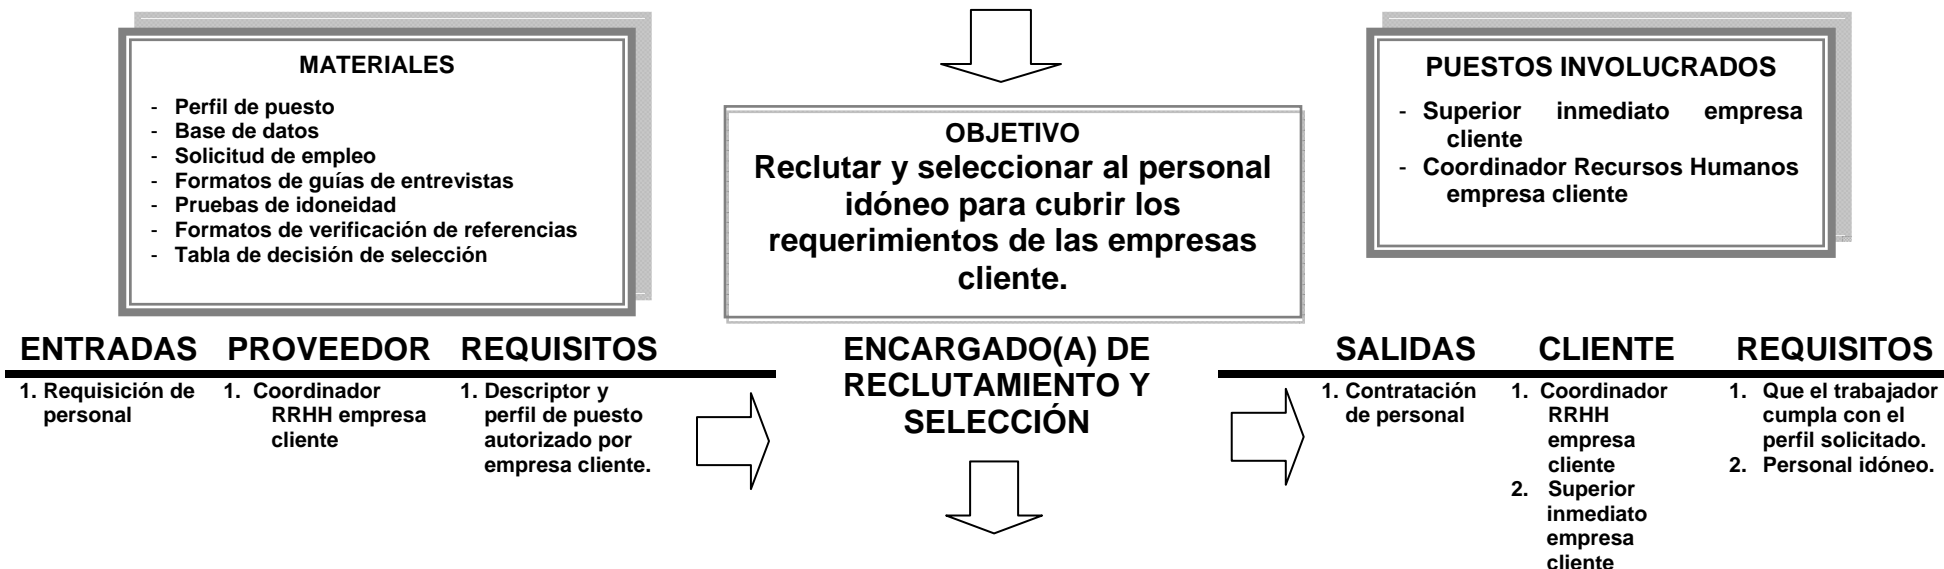 MATERIALES
- Perfil de puesto
- Base de datos
- Solicitud de empleo
- Formatos de guías de entrevistas
- Pruebas de idoneidad
- Formatos de verificación de referencias
- Tabla de decisión de selección
OBJETIVO
Reclutar y seleccionar al personal
idóneo para cubrir los
requerimientos de las empresas
cliente.
PUESTOS INVOLUCRADOS
- Superior inmediato empresa
cliente
- Coordinador Recursos Humanos
empresa cliente
ENTRADAS
1. Requisición de
personal
PROVEEDOR
1. Coordinador
RRHH empresa
cliente
REQUISITOS
1. Descriptor y
perfil de puesto
autorizado por
empresa cliente.
ENCARGADO(A) DE
RECLUTAMIENTO Y
SELECCIÓN
SALIDAS
1. Contratación
de personal
CLIENTE
1. Coordinador
RRHH
empresa
cliente
2. Superior
inmediato
empresa
cliente
REQUISITOS
1. Que el trabajador
cumpla con el
perfil solicitado.
2. Personal idóneo.